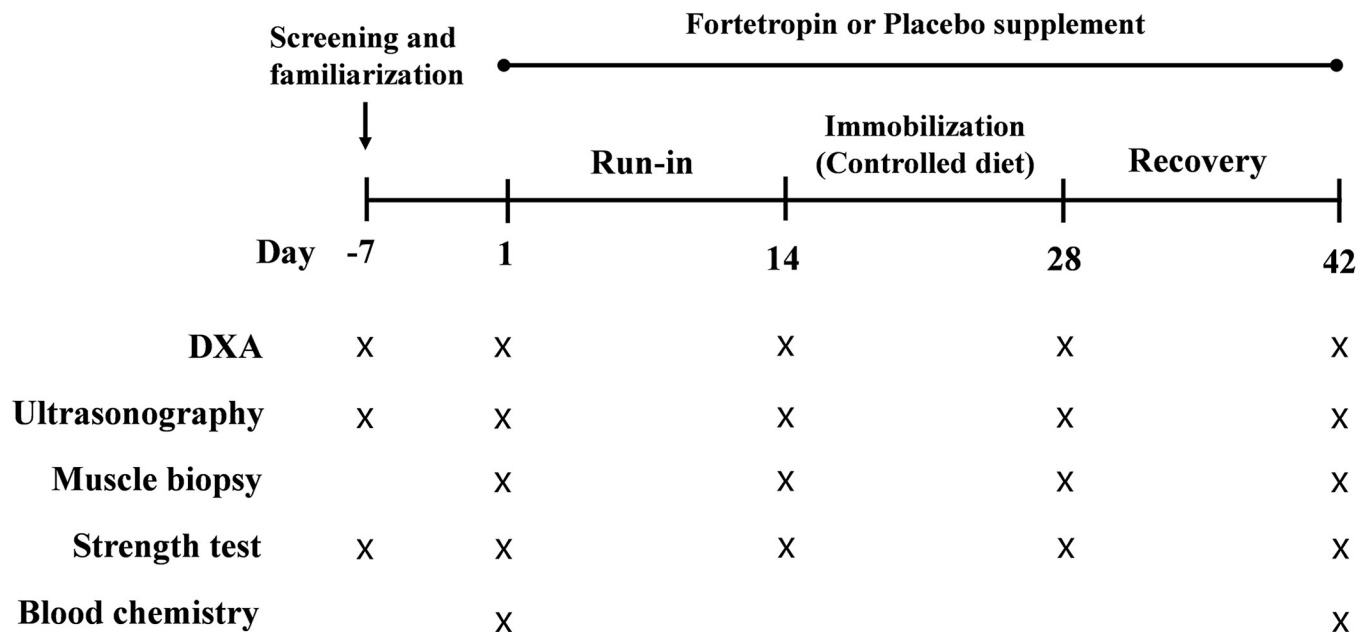 Fortetropin or Placebo supplement
Screening and
familiarization
Immobilization
Run-in (Controlled diet) Recovery
Day -7 1 14 28 42
DXA X X X X X
Ultrasonography X X X X X
Muscle biopsy X X X X
Strength test X X X X X
Blood chemistry X X